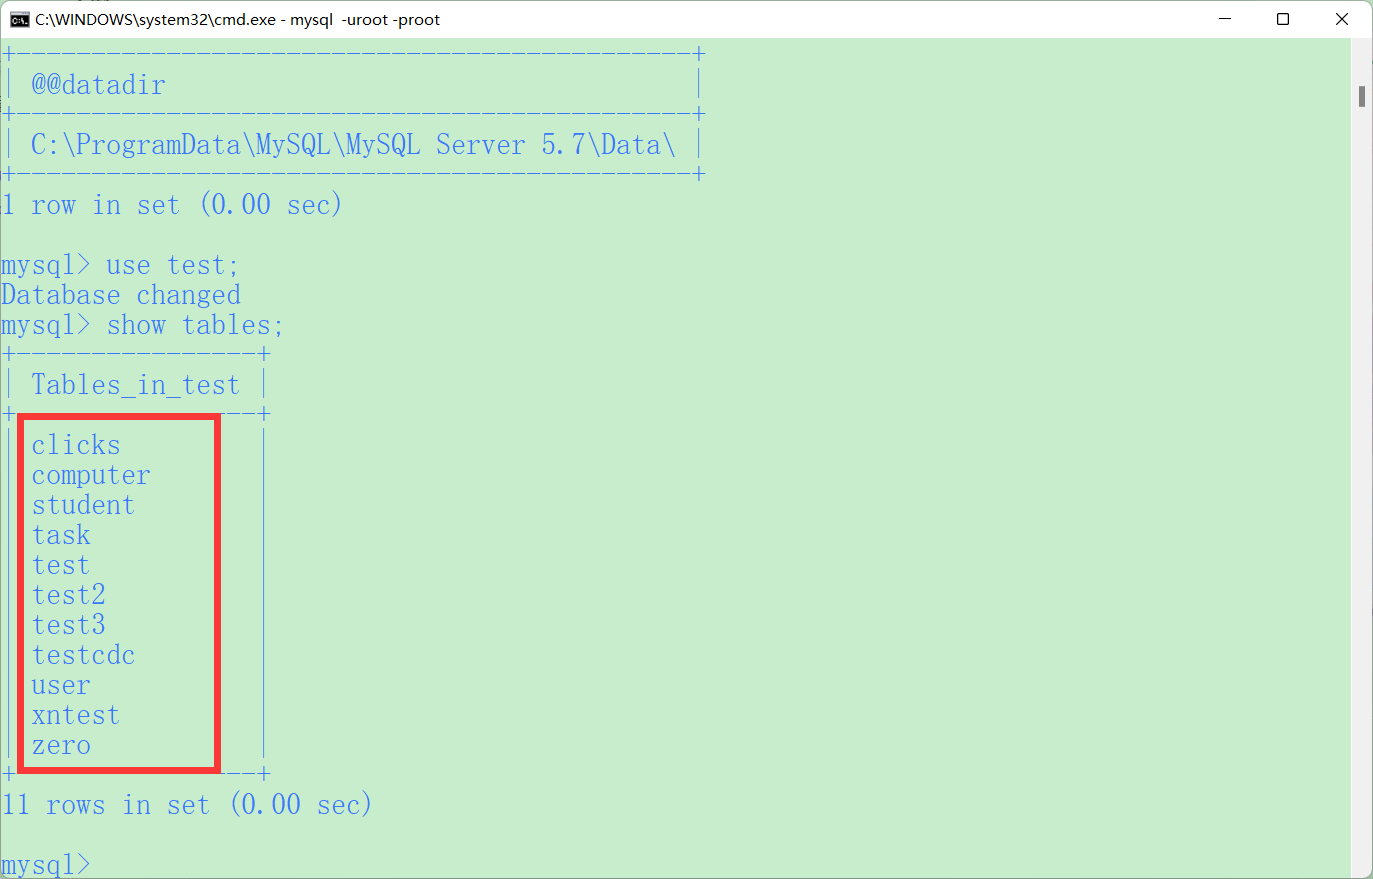 C:\WINDOWS\system32\cmd.exe - mysql  -uroot -proot
+---------------------------------------------+
| @@datadir                                   |
+---------------------------------------------+
| C:\ProgramData\MySQL\MySQL Server 5.7\Data\ |
+---------------------------------------------+
1 row in set (0.00 sec)

mysql> use test;
Database changed
mysql> show tables;
+----------------+
| Tables_in_test |
+----------------+
| clicks         |
| computer       |
| student        |
| task           |
| test           |
| test2          |
| test3          |
| testcdc        |
| user           |
| xntest         |
| zero           |
+----------------+
11 rows in set (0.00 sec)

mysql>